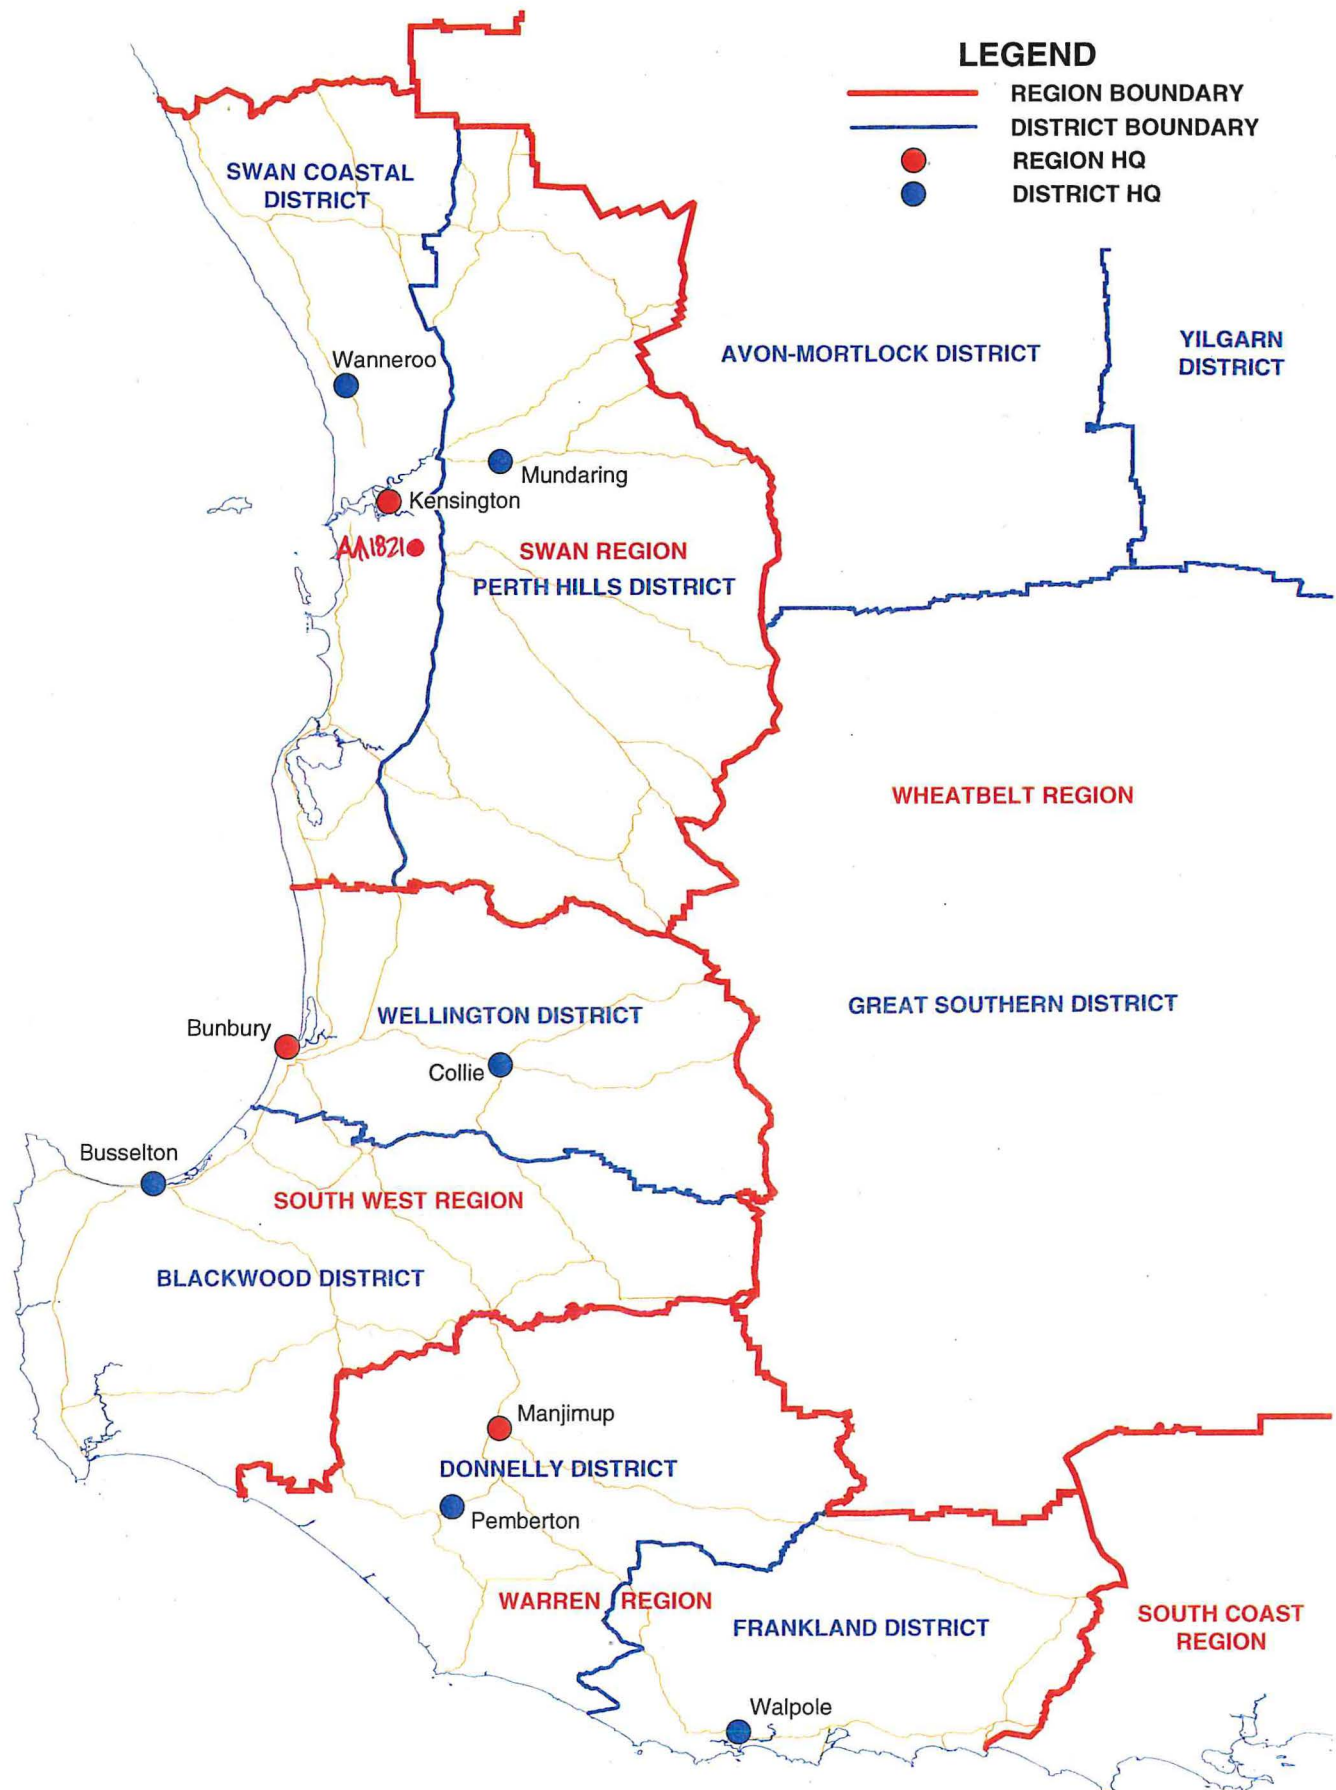 LEGEND
REGION BOUNDARY
DISTRICT BOUNDARY
REGION HQ
DISTRICT HQ
SWAN COASTAL
DISTRICT
Wanneroo
AVON-MORTLOCK DISTRICT
YILGARN
DISTRICT
Mundaring
Kensington
AA1821
SWAN REGION
PERTH HILLS DISTRICT
WHEATBELT REGION
GREAT SOUTHERN DISTRICT
WELLINGTON DISTRICT
Bunbury
Collie
Busselton
SOUTH WEST REGION
BLACKWOOD DISTRICT
Manjimup
DONNELLY DISTRICT
Pemberton
WARREN REGION
FRANKLAND DISTRICT
SOUTH COAST
REGION
Walpole